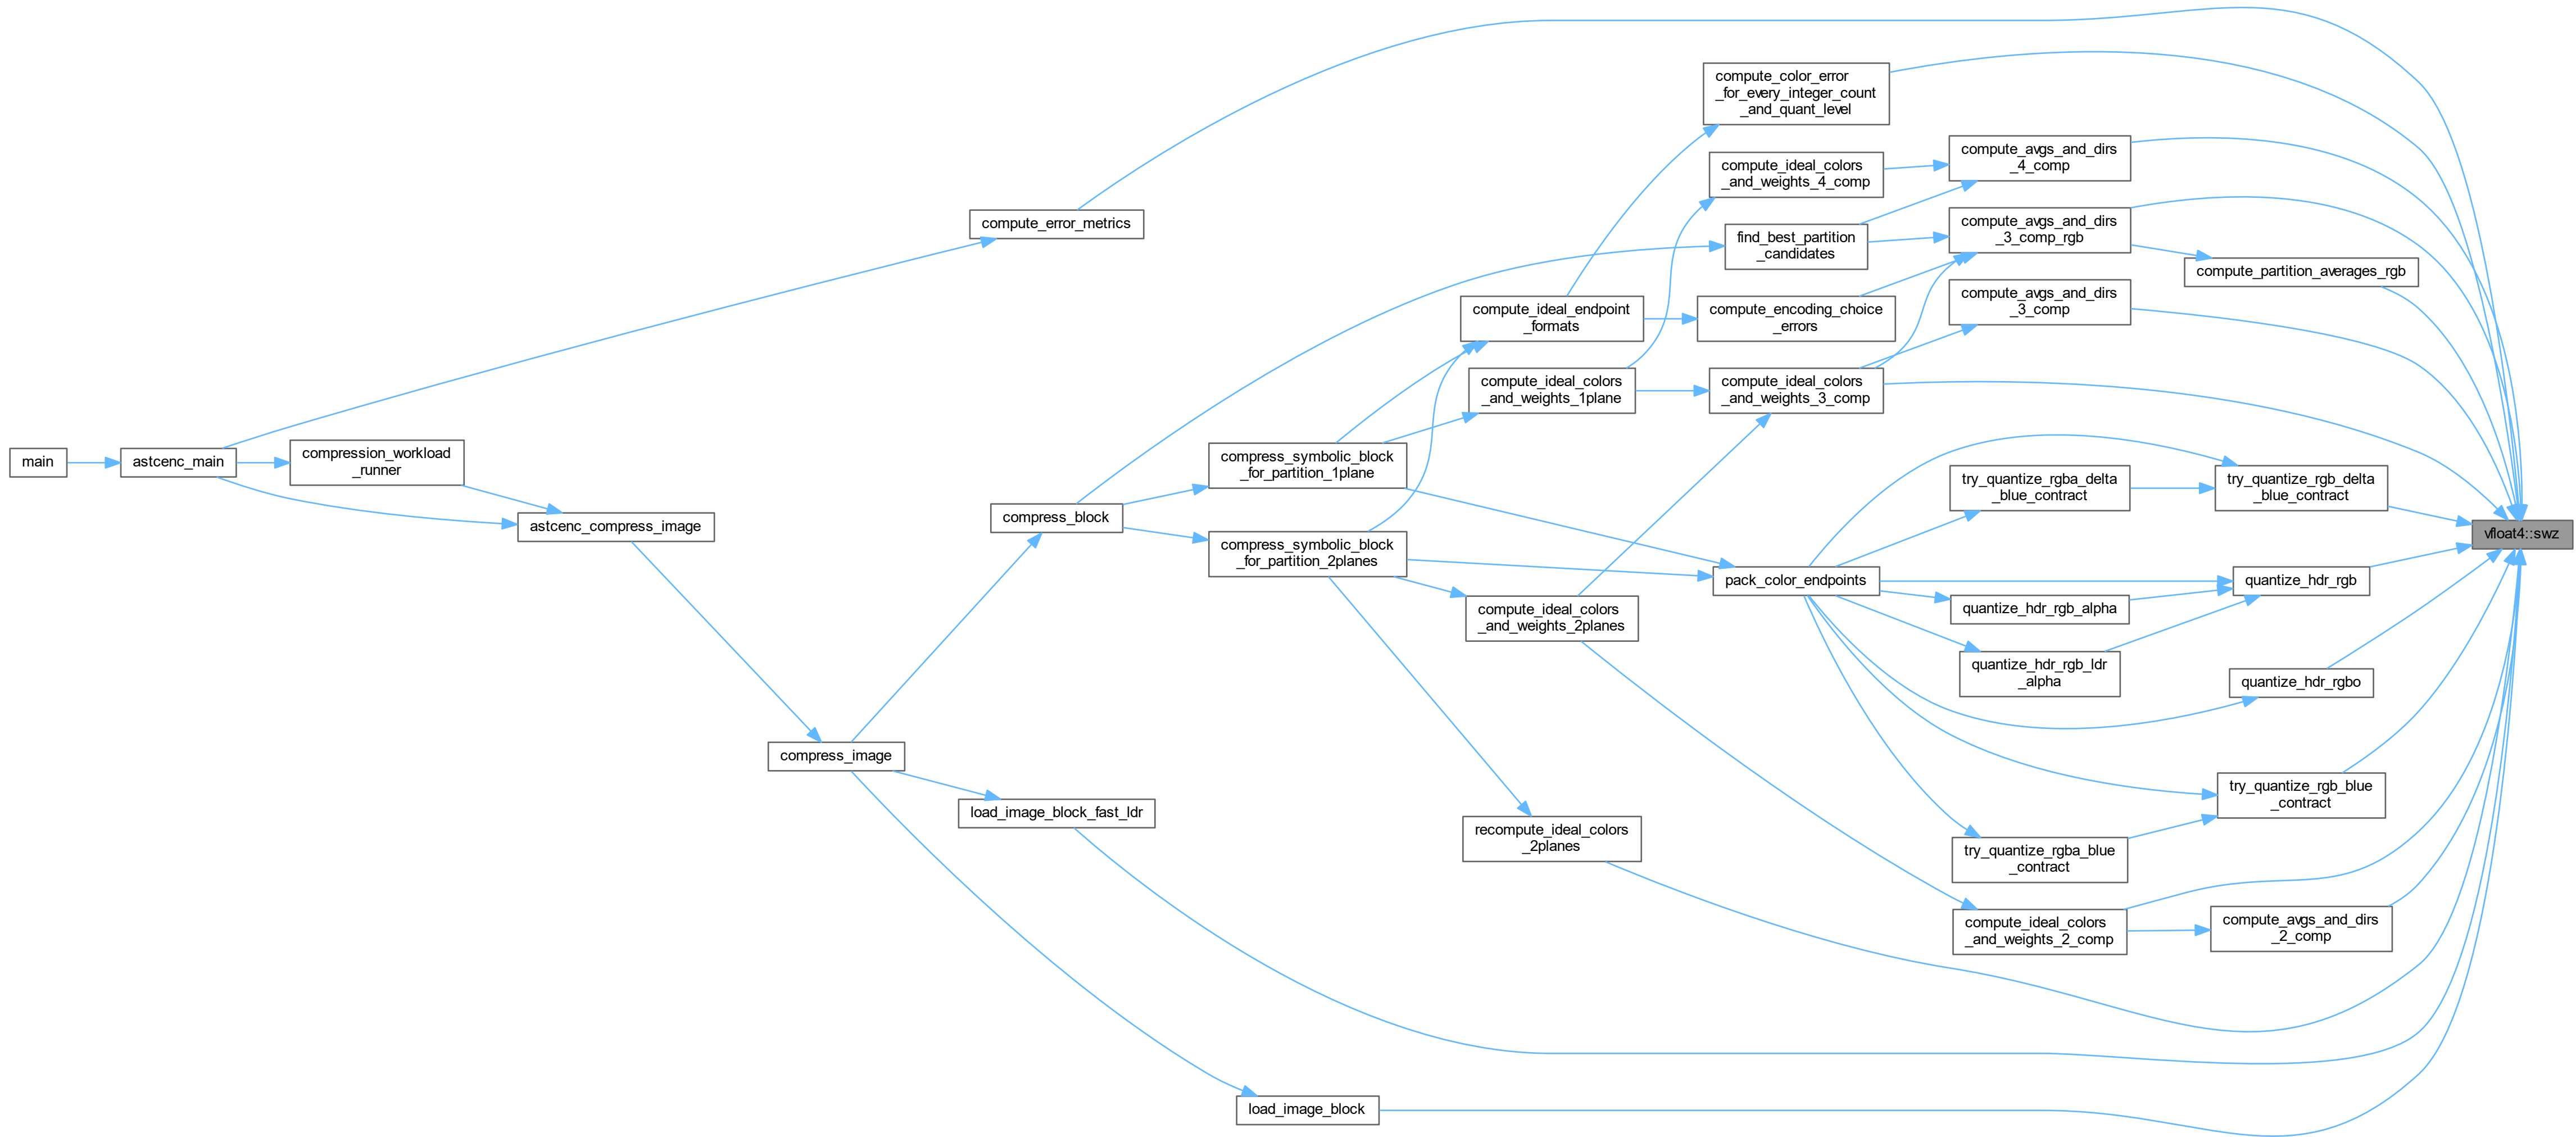 main
astcenc_main
compression_workload
_runner
astcenc_compress_image
compress_image
compute_error_metrics
compress_block
load_image_block_fast_ldr
load_image_block
compress_symbolic_block
_for_partition_1plane
compress_symbolic_block
_for_partition_2planes
compute_ideal_endpoint
_formats
compute_ideal_colors
_and_weights_1plane
compute_ideal_colors
_and_weights_2planes
recompute_ideal_colors
_2planes
compute_color_error
_for_every_integer_count
_and_quant_level
compute_ideal_colors
_and_weights_4_comp
find_best_partition
_candidates
compute_encoding_choice
_errors
compute_ideal_colors
_and_weights_3_comp
pack_color_endpoints
compute_avgs_and_dirs
_4_comp
compute_avgs_and_dirs
_3_comp_rgb
compute_avgs_and_dirs
_3_comp
try_quantize_rgba_delta
_blue_contract
quantize_hdr_rgb_alpha
quantize_hdr_rgb_ldr
_alpha
try_quantize_rgba_blue
_contract
compute_ideal_colors
_and_weights_2_comp
compute_partition_averages_rgb
try_quantize_rgb_delta
_blue_contract
quantize_hdr_rgb
quantize_hdr_rgbo
try_quantize_rgb_blue
_contract
compute_avgs_and_dirs
_2_comp
vfloat4::swz